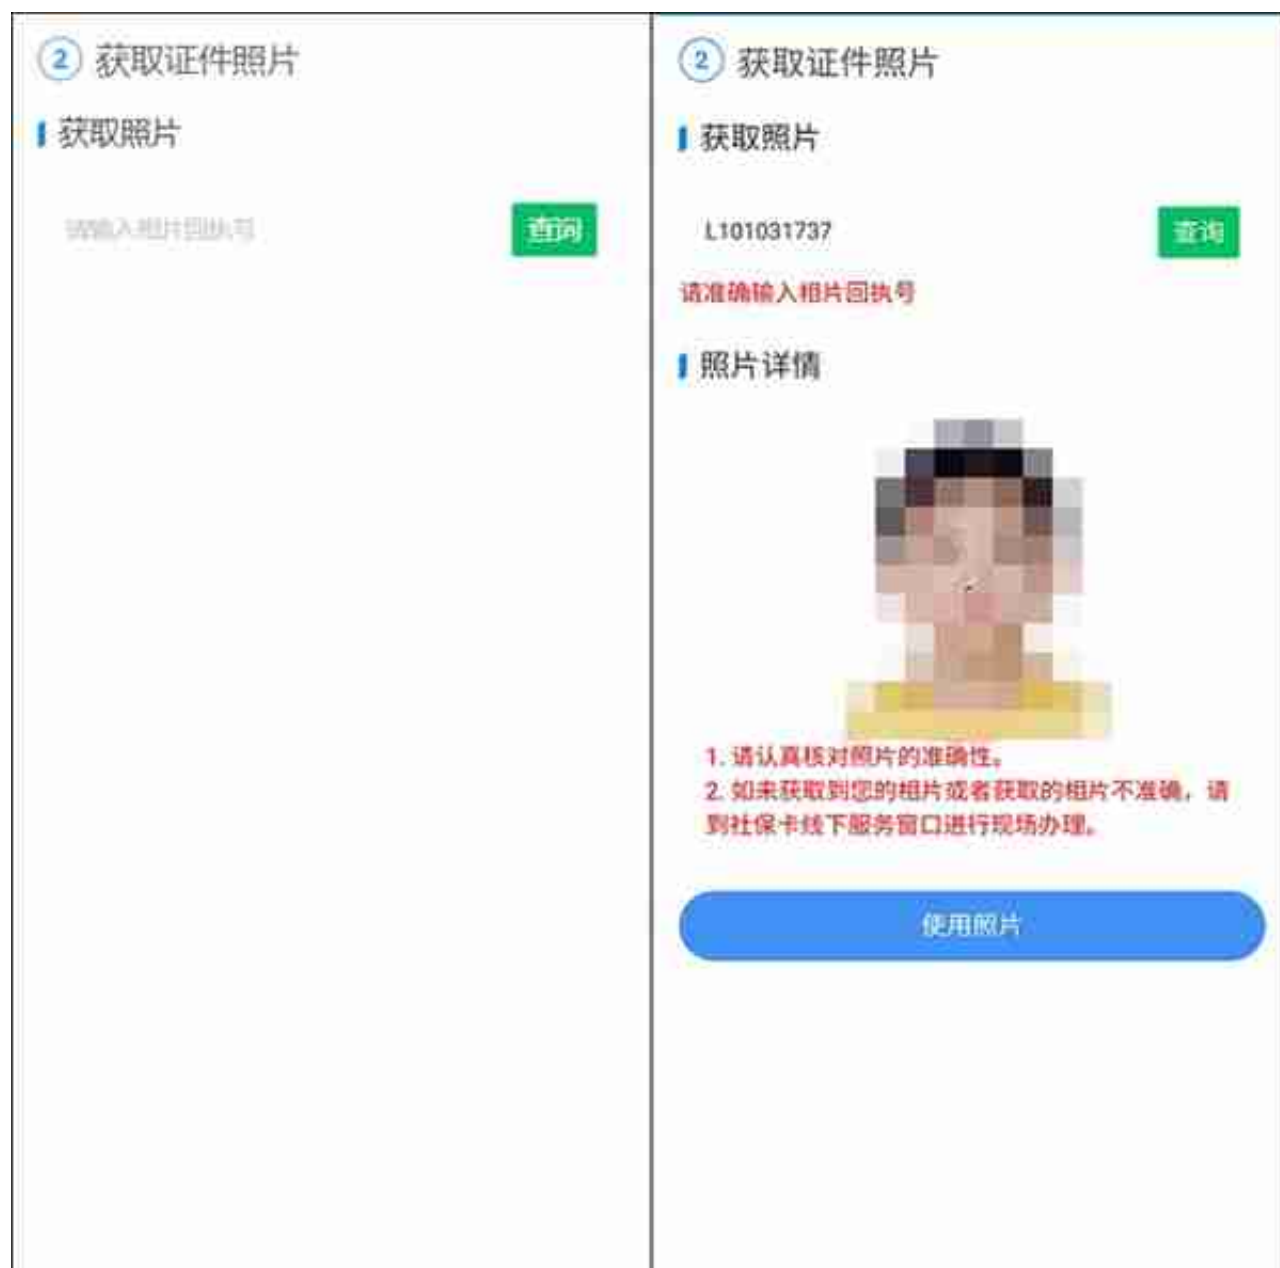 2 获取证件照片
获取照片
请输入相片回执号 查询
2 获取证件照片
获取照片
L101031737 查询
请准确输入相片回执号
照片详情
1. 请认真核对照片的准确性。
2. 如未获取到您的相片或者获取的相片不准确，请
到社保卡线下服务窗口进行现场办理。
使用照片